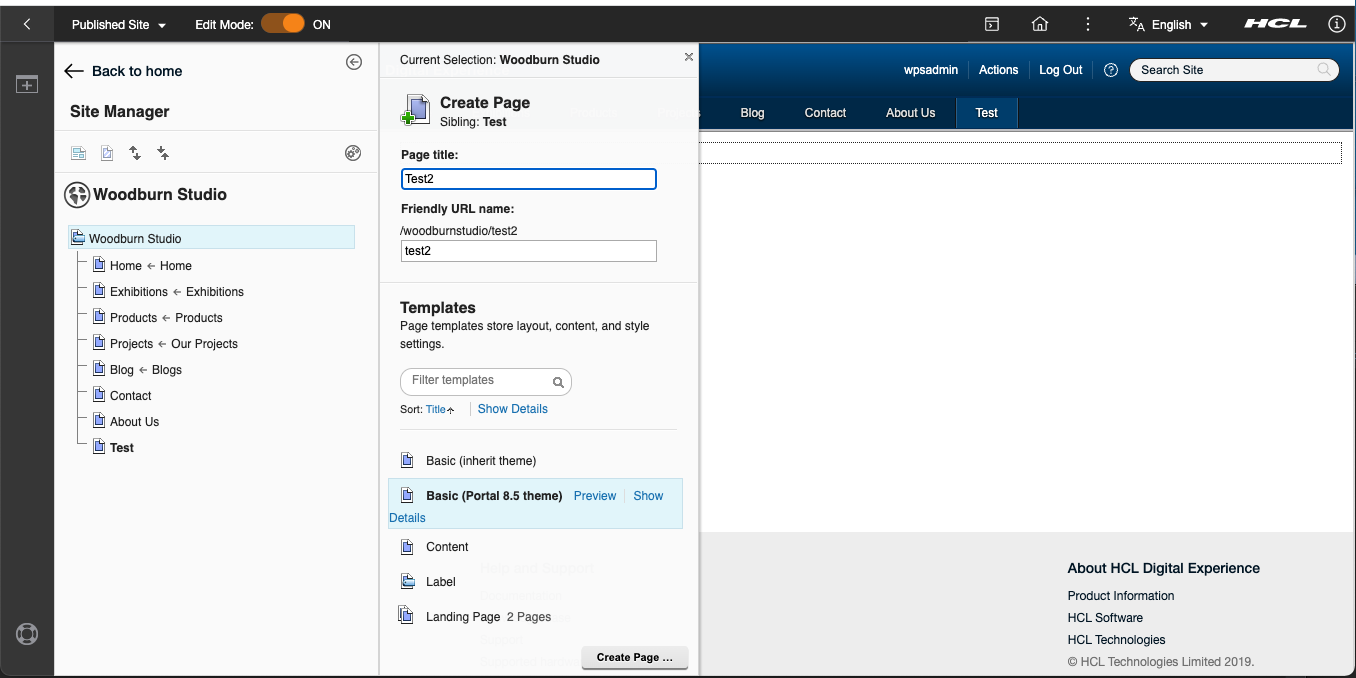 Published Site
Edit Mode: ON
English
HCL
Back to home
Site Manager
Woodburn Studio
Woodburn Studio
Home ← Home
Exhibitions ← Exhibitions
Products ← Products
Projects ← Our Projects
Blog ← Blogs
Contact
About Us
Test
Current Selection: Woodburn Studio
Create Page
Sibling: Test
Page title:
Test2
Friendly URL name:
/woodburnstudio/test2
test2
Templates
Page templates store layout, content, and style
settings.
Filter templates
Sort: Title Show Details
Basic (inherit theme)
Basic (Portal 8.5 theme) Preview Show
Details
Content
Label
Landing Page 2 Pages
Create Page ...
wpsadmin Actions Log Out Search Site
Blog Contact About Us Test
About HCL Digital Experience
Product Information
HCL Software
HCL Technologies
© HCL Technologies Limited 2019.